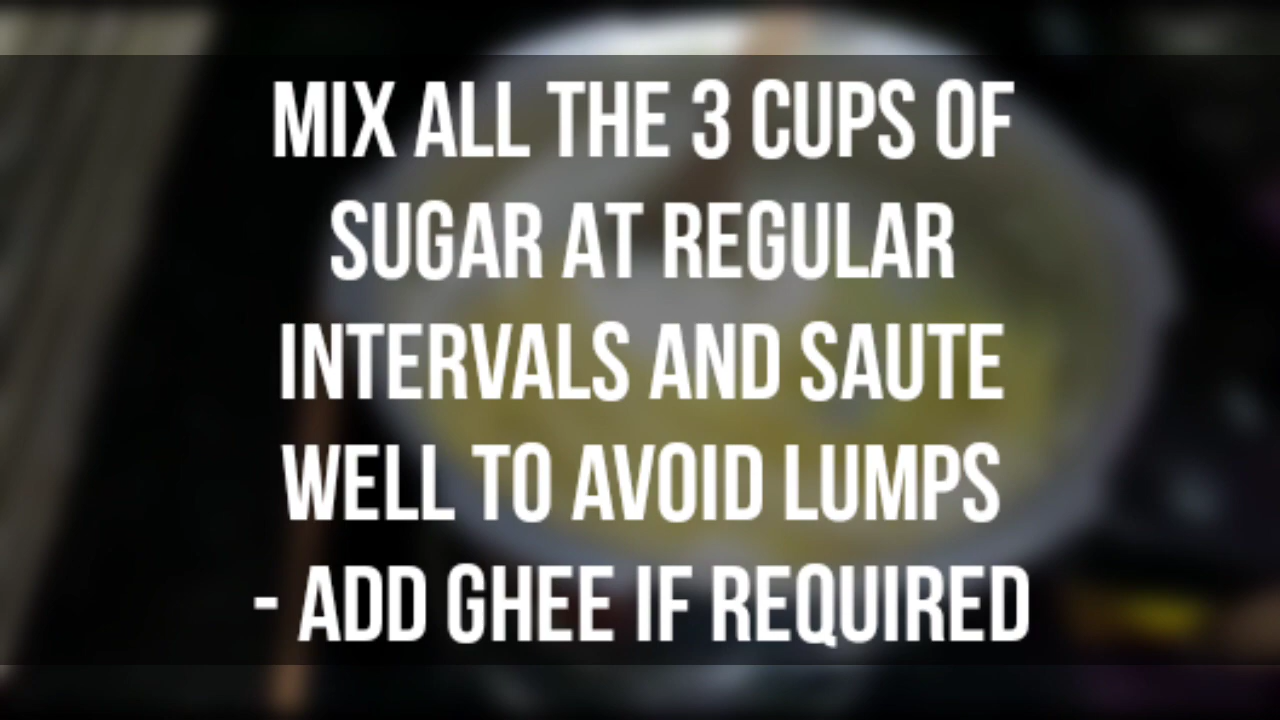 MIX ALL THE 3 CUPS OF
SUGAR AT REGULAR
INTERVALS AND SAUTE
WELL TO AVOID LUMPS
- ADD GHEE IF REQUIRED